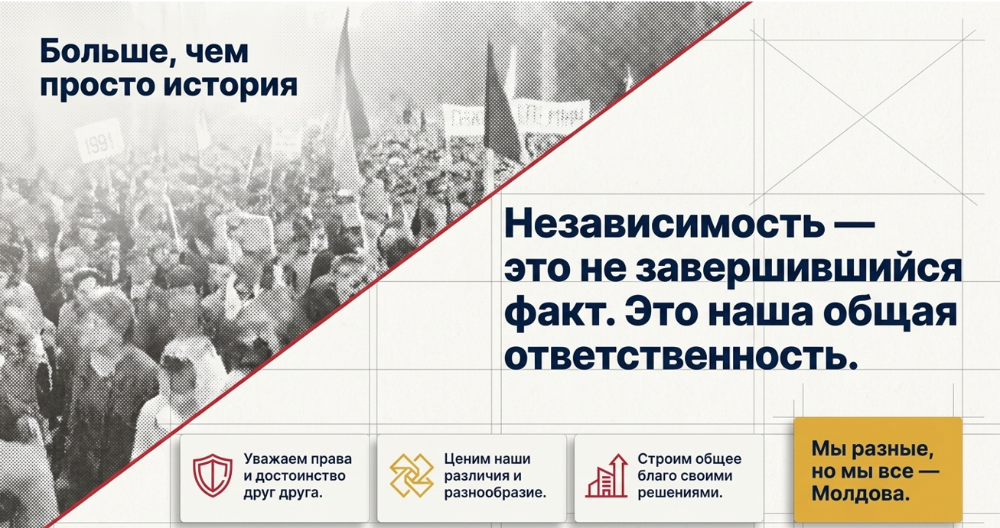 Больше, чем
просто история
1991
Независимость —
это не завершившийся
факт. Это наша общая
ответственность.
Уважаем права
и достоинство
друг друга.
Ценим наши
различия и
разнообразие.
Строим общее
благо своими
решениями.
Мы разные,
но мы все —
Молдова.